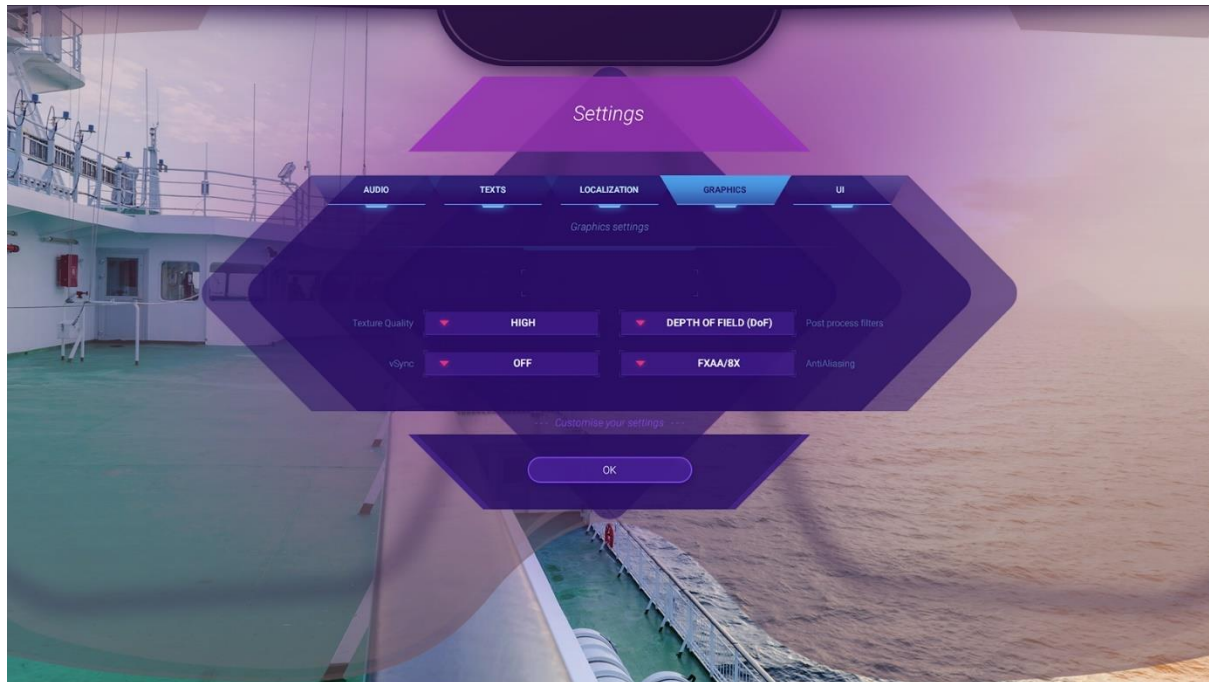 Settings
AUDIO TEXTS LOCALIZATION GRAPHICS UI
Graphics settings
Texture Quality HIGH DEPTH OF FIELD (DoF) Post process filters
vSync OFF FXAA/8X AntiAliasing
--- Customise your settings ---
OK